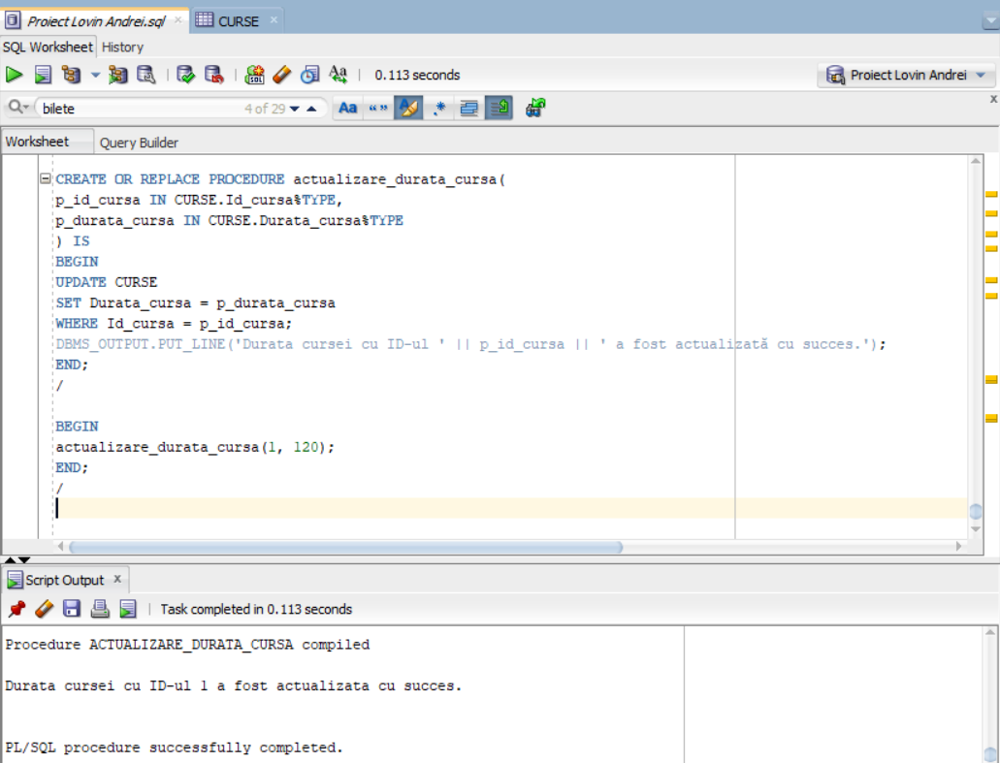 Proiect Lovin Andrei.sql × CURSE ×
SQL Worksheet History
0.113 seconds
Proiect Lovin Andrei
bilete 4 of 29 Aa “” .*
Worksheet Query Builder
CREATE OR REPLACE PROCEDURE actualizare_durata_cursa(
p_id_cursa IN CURSE.Id_cursa%TYPE,
p_durata_cursa IN CURSE.Durata_cursa%TYPE
) IS
BEGIN
UPDATE CURSE
SET Durata_cursa = p_durata_cursa
WHERE Id_cursa = p_id_cursa;
DBMS_OUTPUT.PUT_LINE('Durata cursei cu ID-ul ' || p_id_cursa || ' a fost actualizată cu succes.');
END;
/
BEGIN
actualizare_durata_cursa(1, 120);
END;
/
Script Output x
Task completed in 0.113 seconds
Procedure ACTUALIZARE_DURATA_CURSA compiled
Durata cursei cu ID-ul 1 a fost actualizata cu succes.
PL/SQL procedure successfully completed.